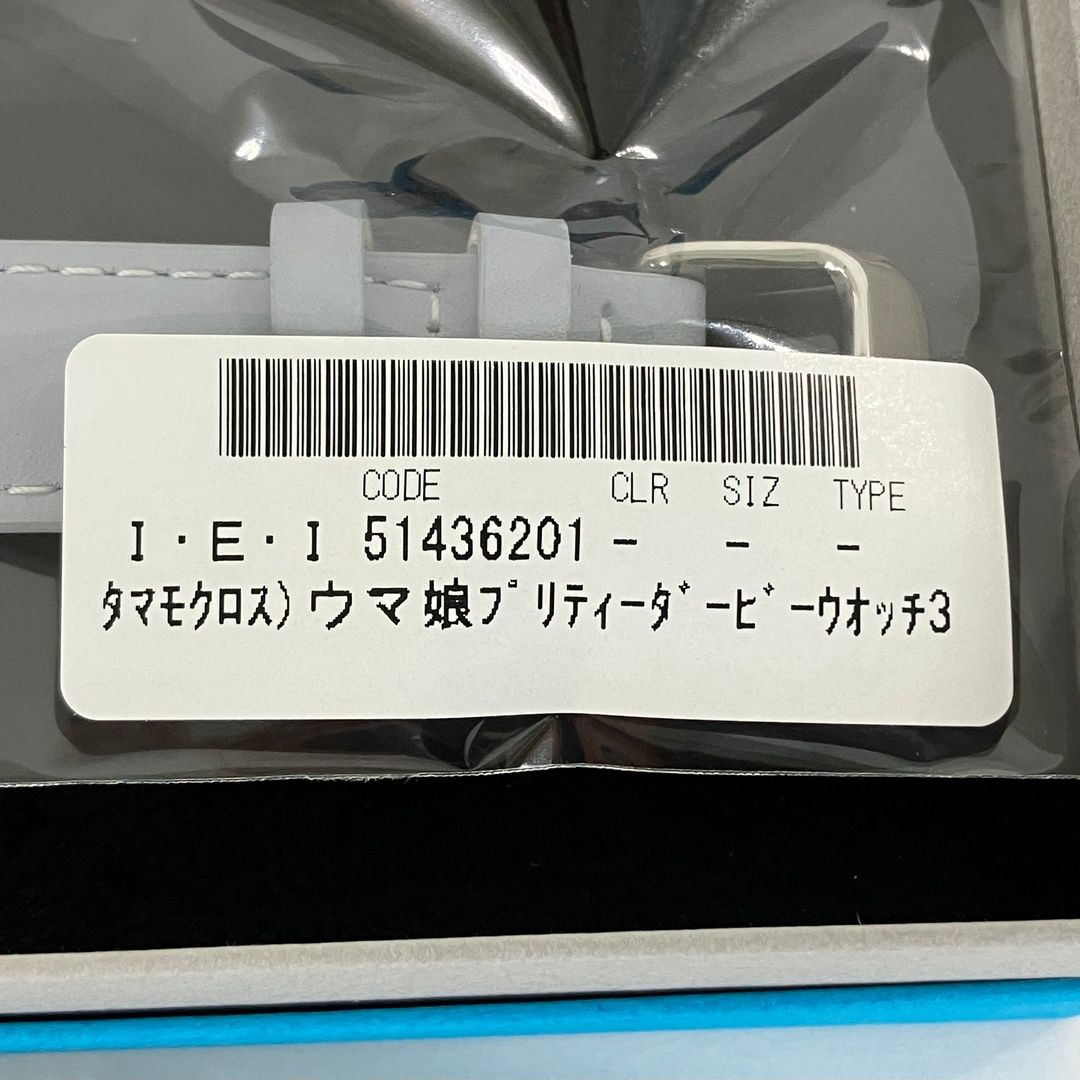 CODE CLR SIZ TYPE
I・E・I 51436201 - - -
ﾀﾏﾓｸﾛｽ)ウマ娘ﾌﾟﾘﾃｨｰﾀﾞｰﾋﾞｰｳｵｯﾁ3